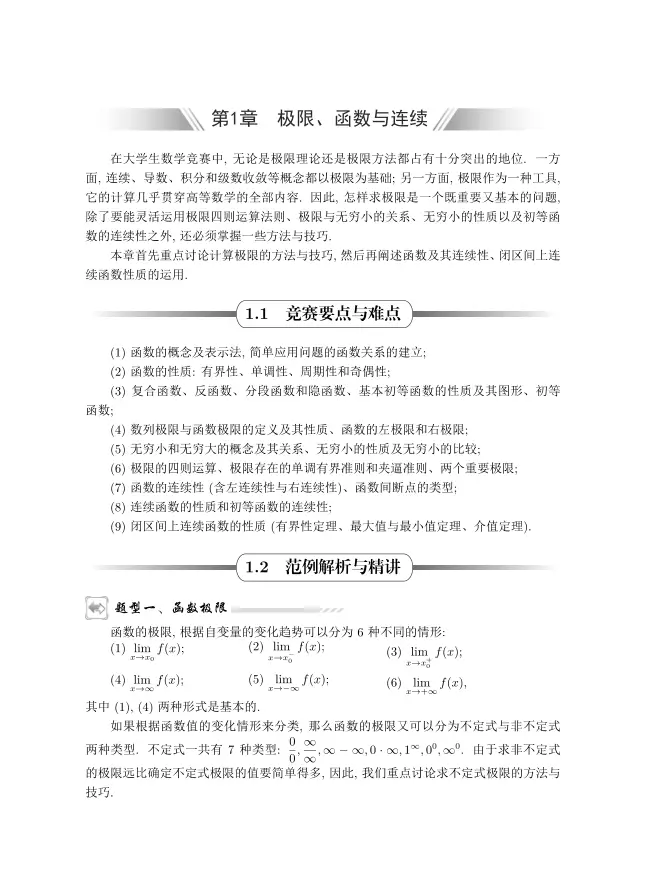 第1章 极限、函数与连续
在大学生数学竞赛中, 无论是极限理论还是极限方法都占有十分突出的地位. 一方
面, 连续、导数、积分和级数收敛等概念都以极限为基础; 另一方面, 极限作为一种工具,
它的计算几乎贯穿高等数学的全部内容. 因此, 怎样求极限是一个既重要又基本的问题,
除了要能灵活运用极限四则运算法则、极限与无穷小的关系、无穷小的性质以及初等函
数的连续性之外, 还必须掌握一些方法与技巧.
本章首先重点讨论计算极限的方法与技巧, 然后再阐述函数及其连续性、闭区间上连
续函数性质的运用.
1.1 竞赛要点与难点
(1) 函数的概念及表示法, 简单应用问题的函数关系的建立;
(2) 函数的性质: 有界性、单调性、周期性和奇偶性;
(3) 复合函数、反函数、分段函数和隐函数、基本初等函数的性质及其图形、初等
函数;
(4) 数列极限与函数极限的定义及其性质、函数的左极限和右极限;
(5) 无穷小和无穷大的概念及其关系、无穷小的性质及无穷小的比较;
(6) 极限的四则运算、极限存在的单调有界准则和夹逼准则、两个重要极限;
(7) 函数的连续性 (含左连续性与右连续性)、函数间断点的类型;
(8) 连续函数的性质和初等函数的连续性;
(9) 闭区间上连续函数的性质 (有界性定理、最大值与最小值定理、介值定理).
1.2 范例解析与精讲
题型一、函数极限
函数的极限, 根据自变量的变化趋势可以分为 6 种不同的情形:
(1) lim_{x→x₀} f(x); (2) lim_{x→x₀⁻} f(x); (3) lim_{x→x₀⁺} f(x);
(4) lim_{x→∞} f(x); (5) lim_{x→−∞} f(x); (6) lim_{x→+∞} f(x),
其中 (1), (4) 两种形式是基本的.
如果根据函数值的变化情形来分类, 那么函数的极限又可以分为不定式与非不定式
两种类型. 不定式一共有 7 种类型: 0/0, ∞/∞, ∞ − ∞, 0 · ∞, 1^∞, 0⁰, ∞⁰. 由于求非不定式
的极限远比确定不定式极限的值要简单得多, 因此, 我们重点讨论求不定式极限的方法与
技巧.